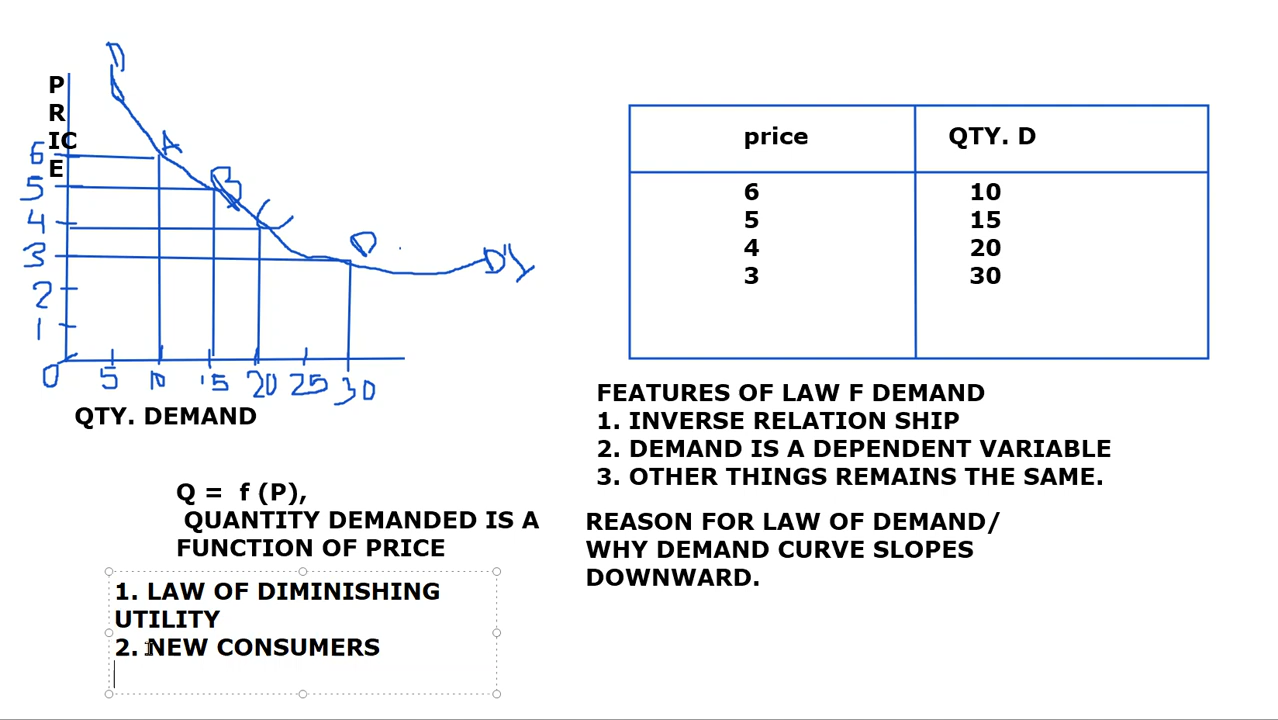 D
P
R
IC
E
6
5
4
3
2
1
0
A
B
C
D
D"
5 10 15 20 25 30
QTY. DEMAND
price QTY. D
6 10
5 15
4 20
3 30
FEATURES OF LAW F DEMAND
1. INVERSE RELATION SHIP
2. DEMAND IS A DEPENDENT VARIABLE
3. OTHER THINGS REMAINS THE SAME.
Q = f (P),
QUANTITY DEMANDED IS A
FUNCTION OF PRICE
REASON FOR LAW OF DEMAND/
WHY DEMAND CURVE SLOPES
DOWNWARD.
1. LAW OF DIMINISHING
UTILITY
2. NEW CONSUMERS